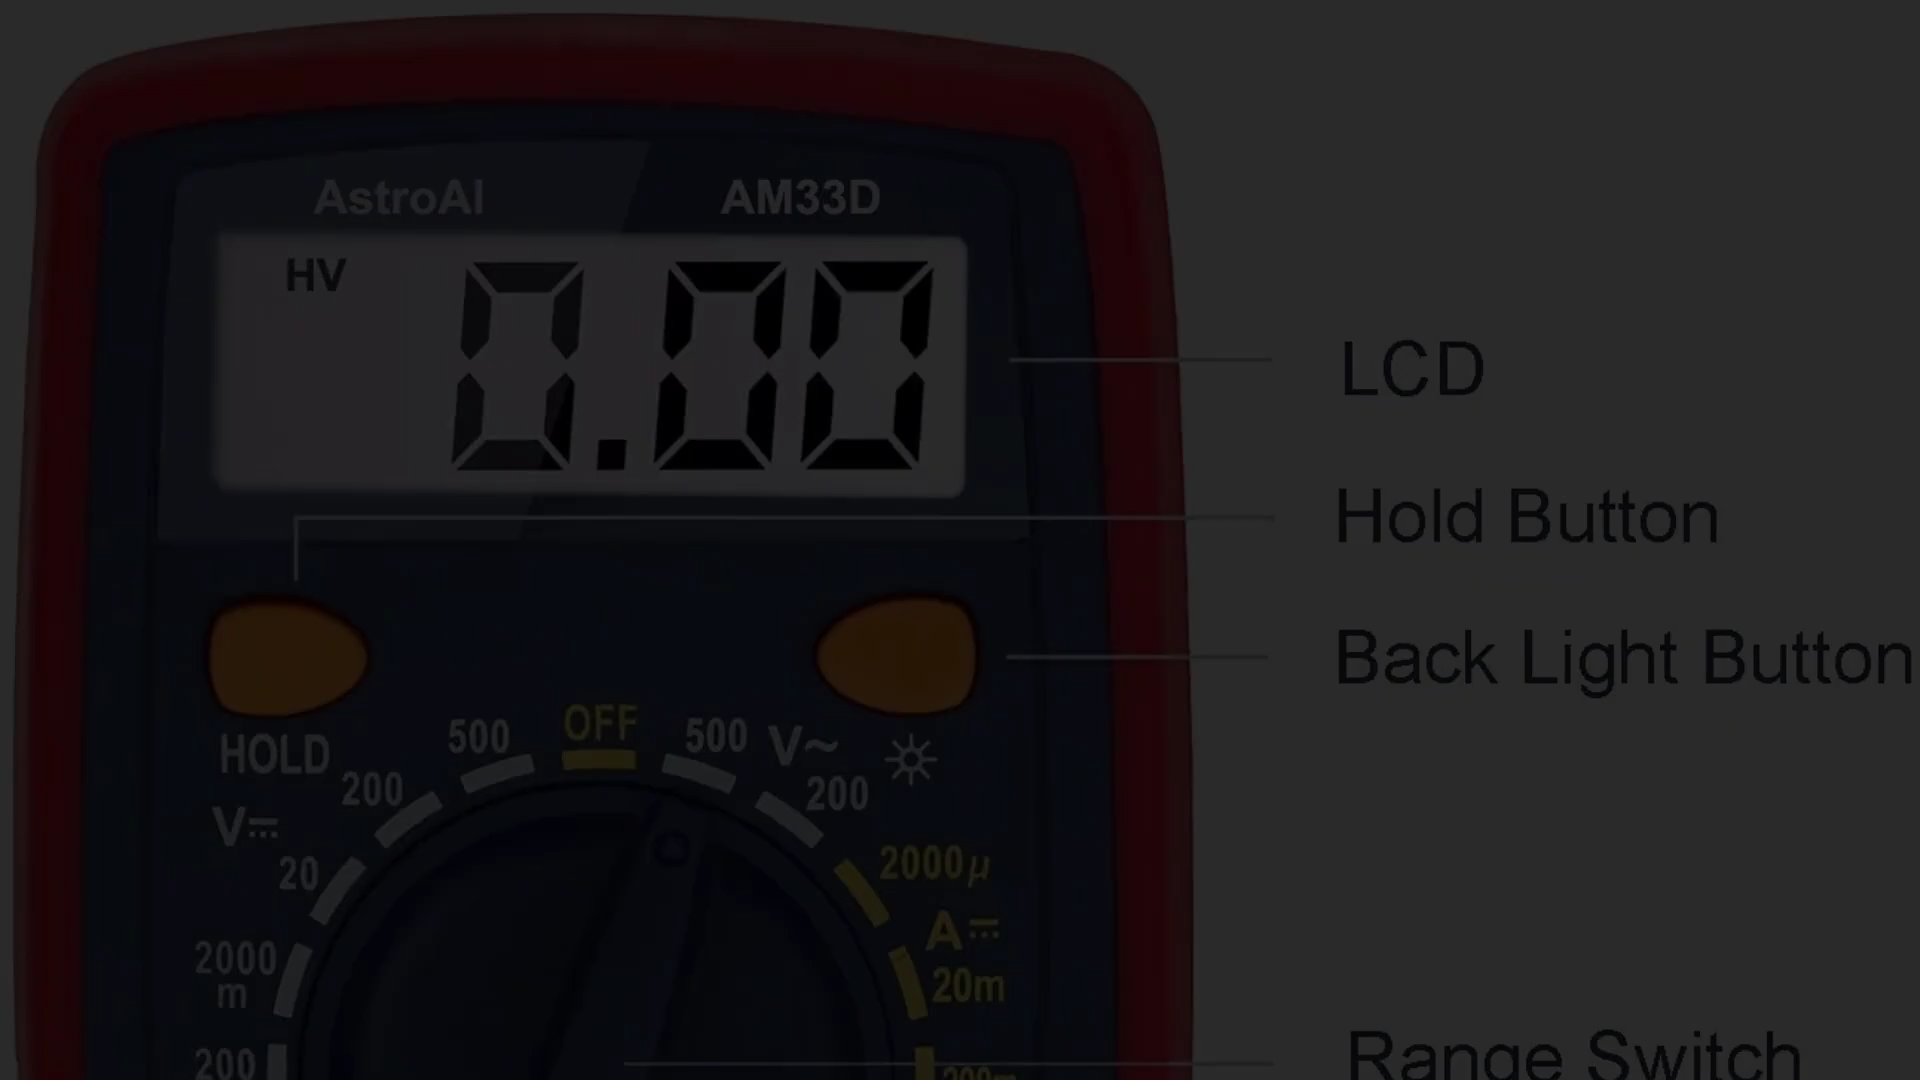 AstroAI AM33D
HV
0.00
LCD
Hold Button
Back Light Button
HOLD
500
OFF
500
V~
200
200
V⎓
20
2000µ
A⎓
2000
m
20m
200
200m
Range Switch